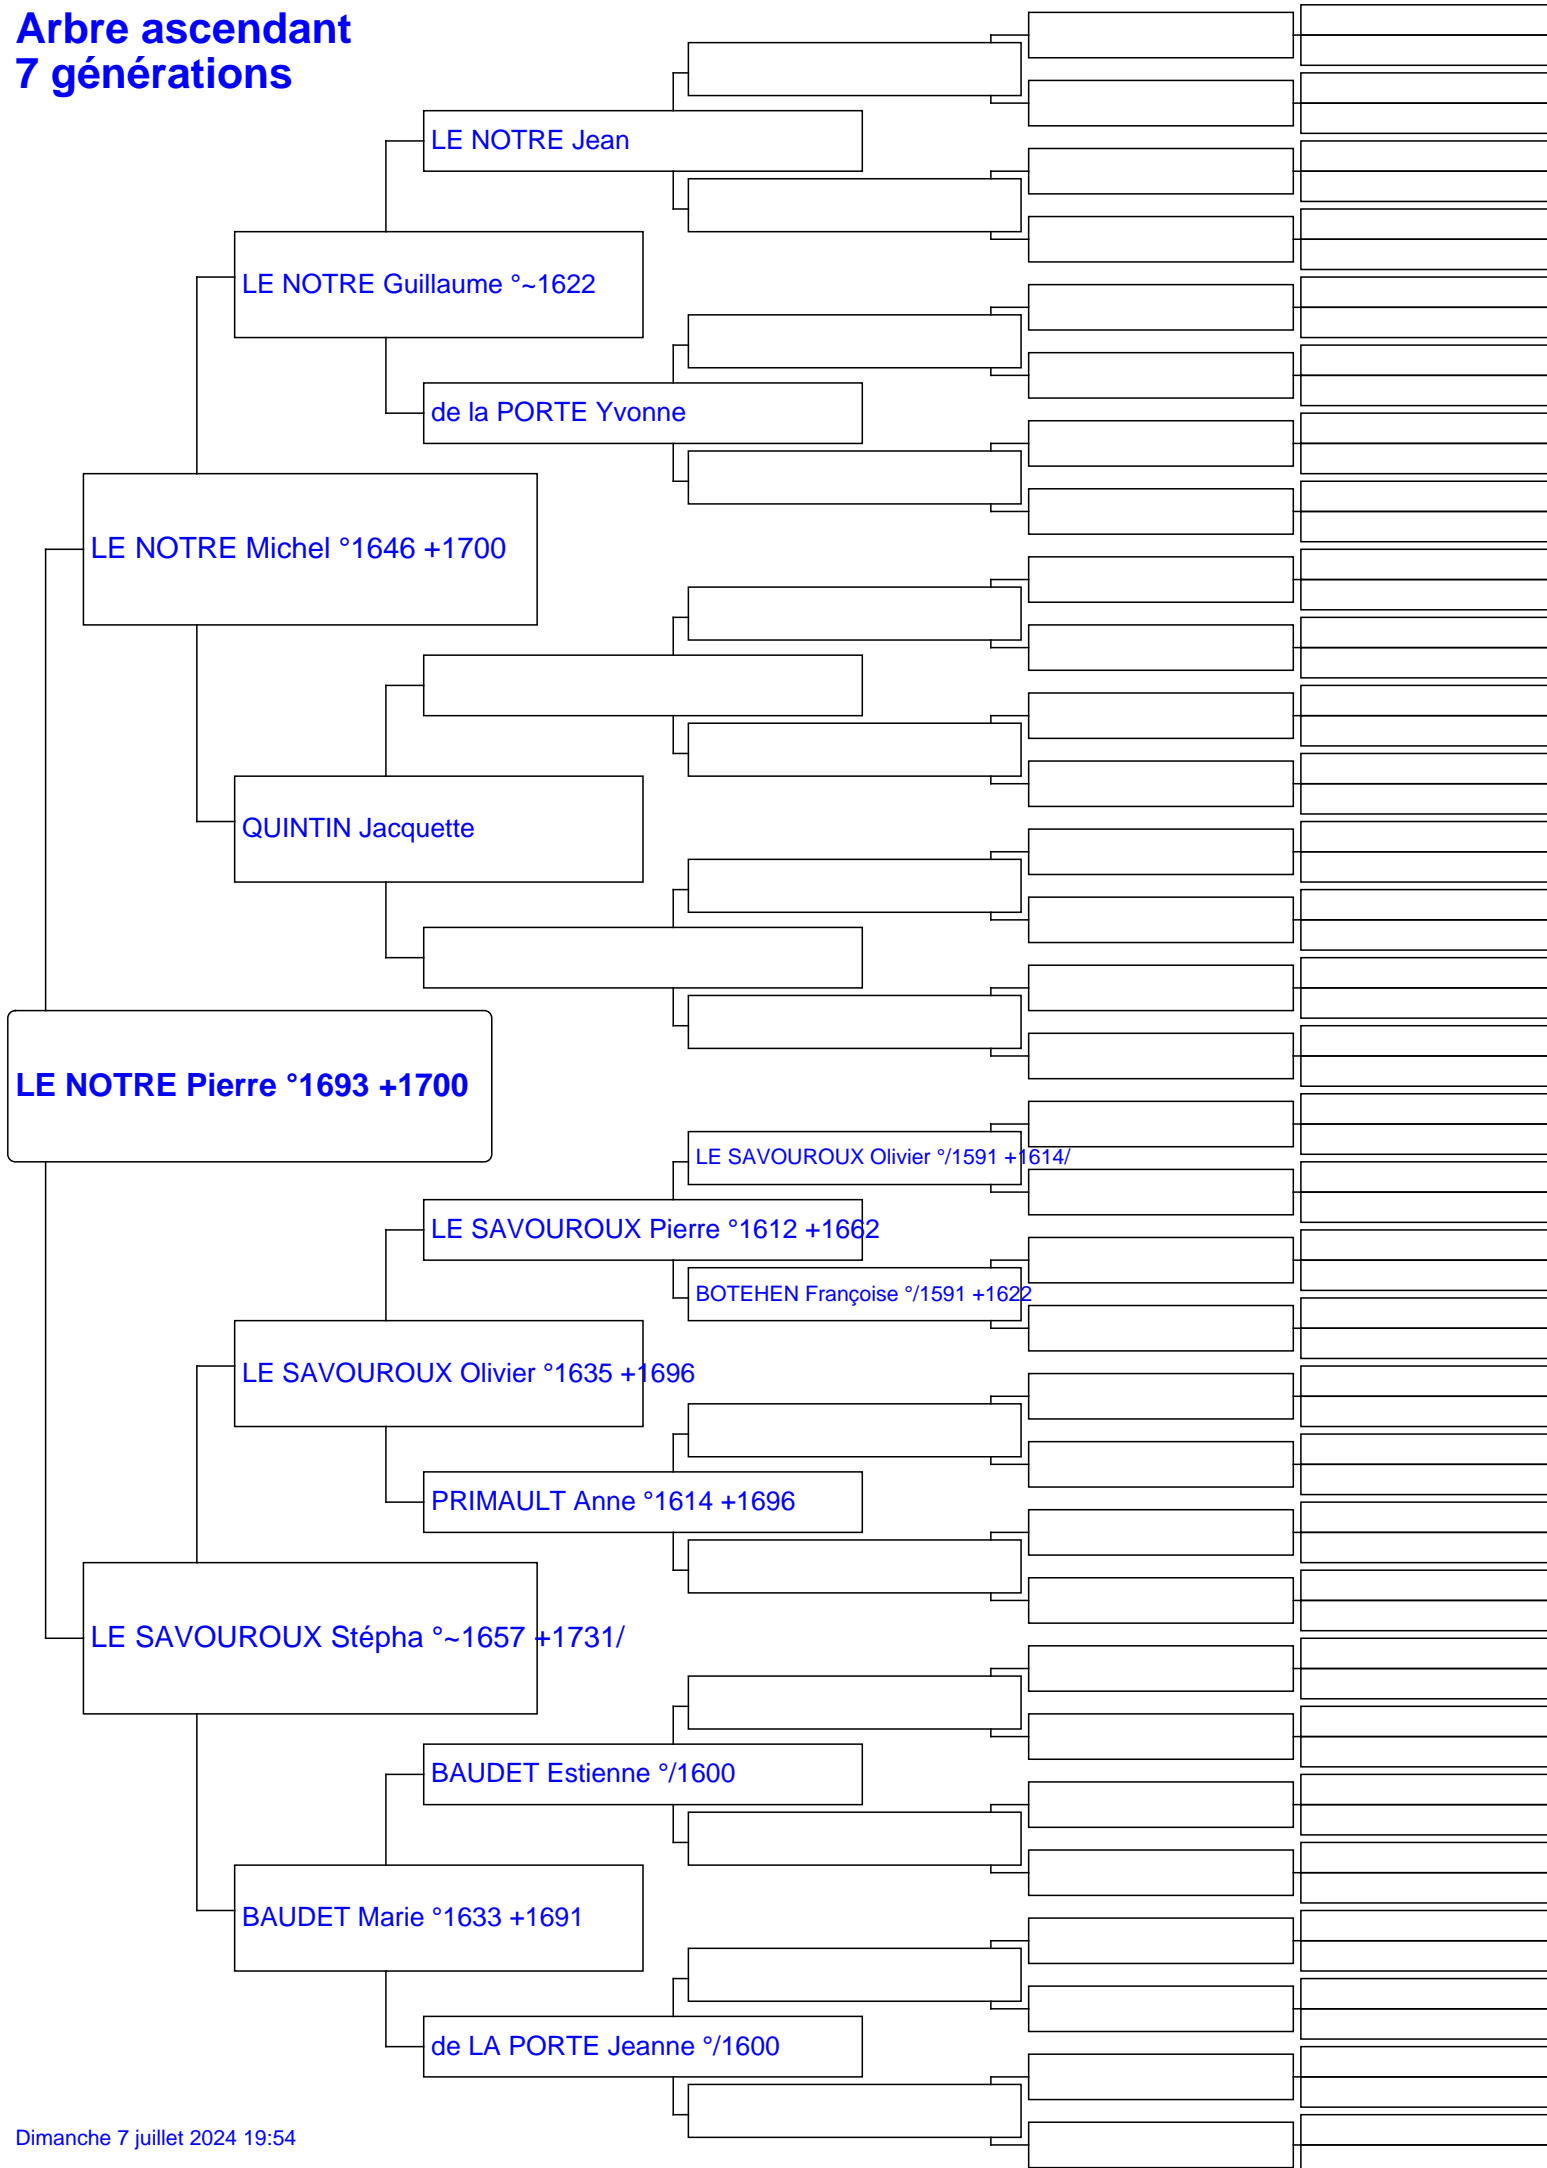 Arbre ascendant
7 générations
LE NOTRE Jean
LE NOTRE Guillaume °~1622
de la PORTE Yvonne
LE NOTRE Michel °1646 +1700
QUINTIN Jacquette
LE NOTRE Pierre °1693 +1700
LE SAVOUROUX Olivier °/1591 +1614/
LE SAVOUROUX Pierre °1612 +1662
BOTEHEN Françoise °/1591 +1622
LE SAVOUROUX Olivier °1635 +1696
PRIMAULT Anne °1614 +1696
LE SAVOUROUX Stépha °~1657 +1731/
BAUDET Estienne °/1600
BAUDET Marie °1633 +1691
de LA PORTE Jeanne °/1600
Dimanche 7 juillet 2024 19:54